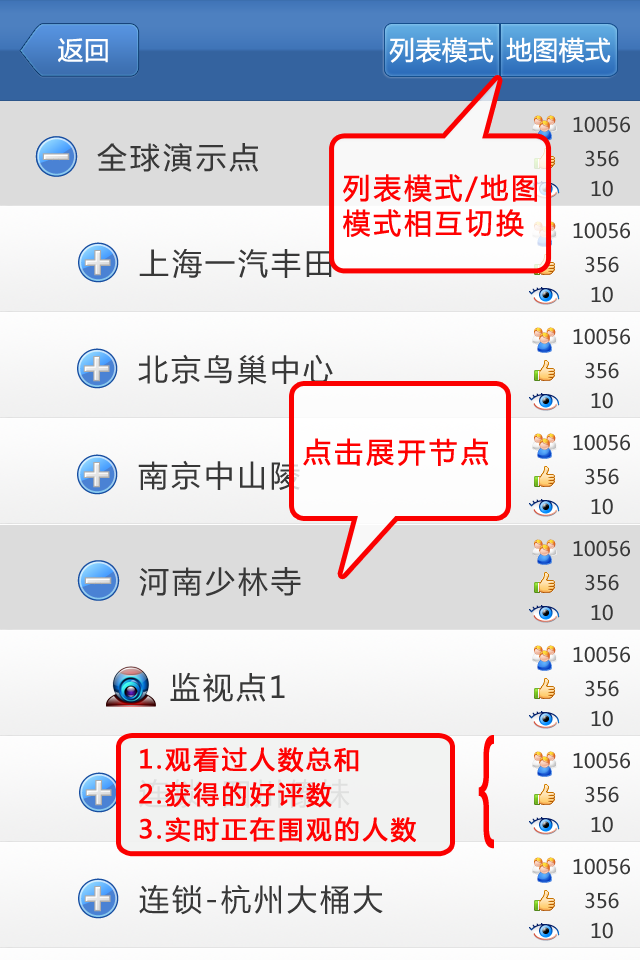 返回
列表模式
地图模式
全球演示点
10056
356
10
列表模式/地图
模式相互切换
上海一汽丰田
10056
356
10
北京鸟巢中心
10056
356
10
点击展开节点
南京中山陵
10056
356
10
河南少林寺
10056
356
10
监视点1
10056
356
10
1.观看过人数总和
2.获得的好评数
3.实时正在围观的人数
10056
356
10
连锁-杭州大桶大
10056
356
10